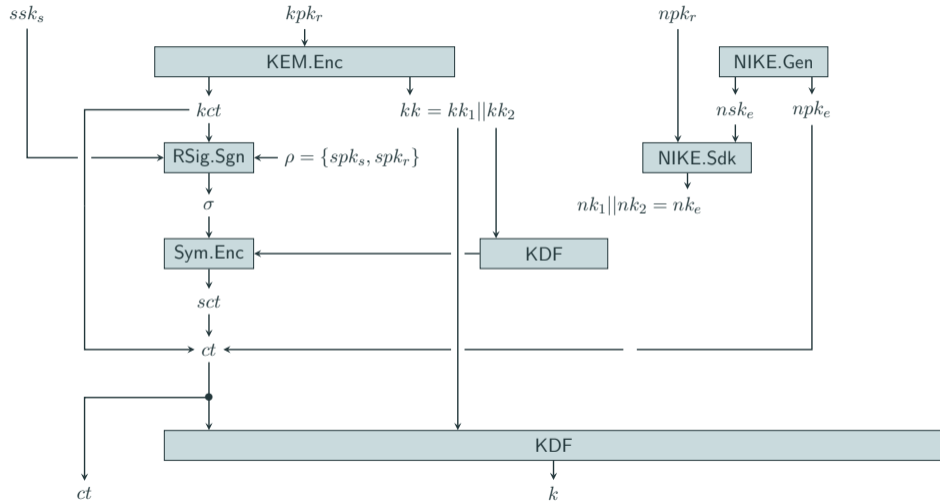 ssk_s kpk_r npk_r
KEM.Enc NIKE.Gen
kct kk = kk_1||kk_2 nsk_e npk_e
RSig.Sgn ρ = {spk_s, spk_r} NIKE.Sdk
σ nk_1||nk_2 = nk_e
Sym.Enc KDF
sct
ct
KDF
ct k